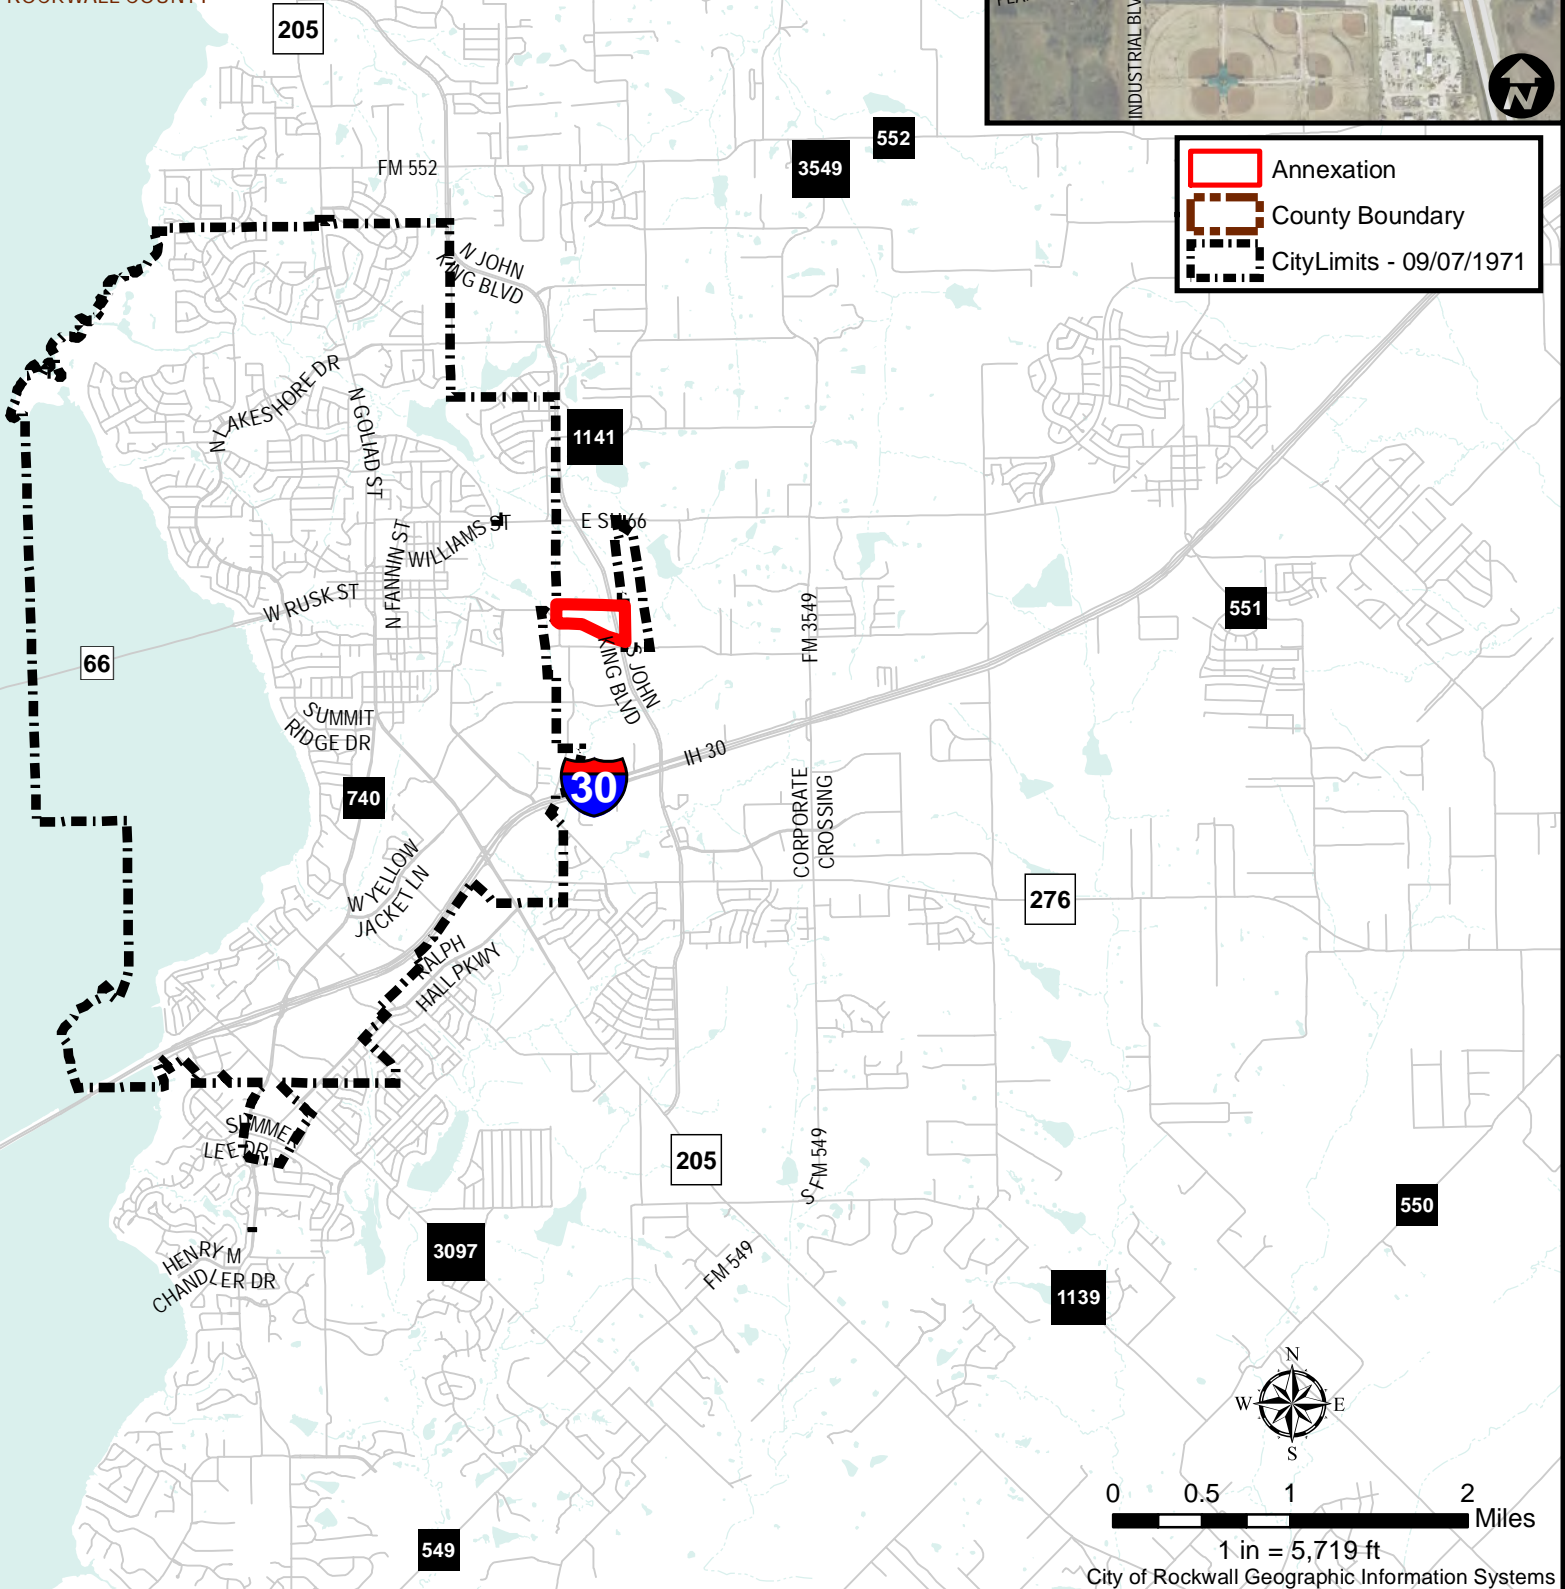 205
INDUSTRIAL BLV
552
3549
FM 552
Annexation
County Boundary
CityLimits - 09/07/1971
N JOHN
KING BLVD
N LAKESHORE DR
N GOLIAD ST
1141
E SH 66
WILLIAMS ST
N FANNIN ST
W RUSK ST
FM 3549
551
66
S JOHN
KING BLVD
SUMMIT
RIDGE DR
IH 30
30
740
CORPORATE
CROSSING
W YELLOW
JACKET LN
276
RALPH
HALL PKWY
SUMMER
LEE DR
205
S FM 549
550
3097
HENRY M
CHANDLER DR
FM 549
1139
N
W
E
S
N
0 0.5 1 2
Miles
549
1 in = 5,719 ft
City of Rockwall Geographic Information Systems